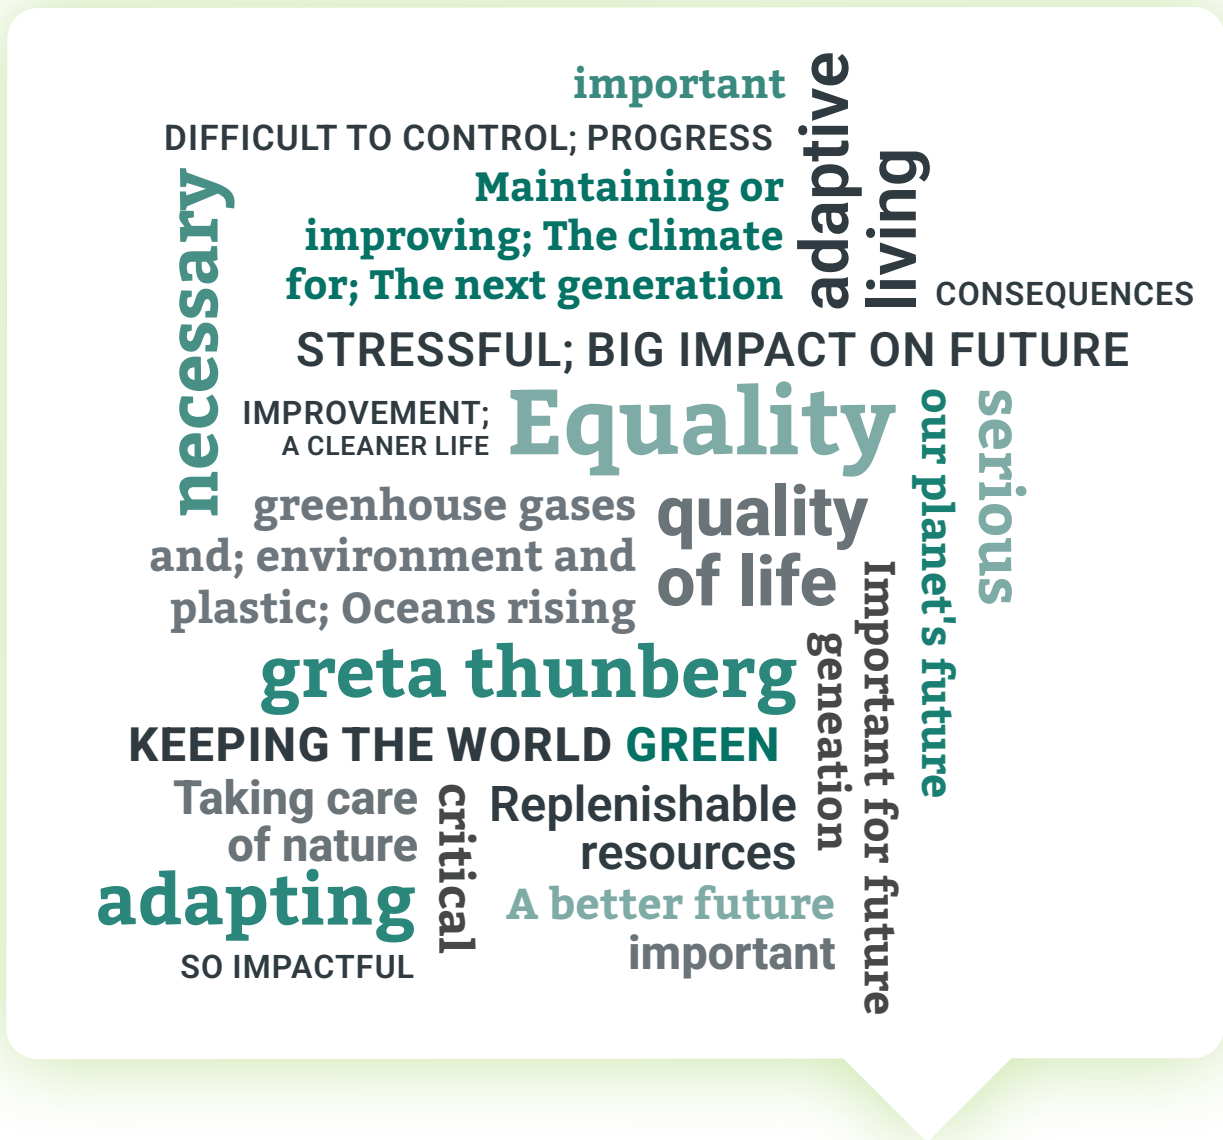 important
DIFFICULT TO CONTROL; PROGRESS
adaptive
living
necessary
Maintaining or
improving; The climate
for; The next generation
CONSEQUENCES
STRESSFUL; BIG IMPACT ON FUTURE
IMPROVEMENT;
A CLEANER LIFE
Equality
our planet's future
serious
greenhouse gases
and; environment and
plastic; Oceans rising
quality
of life
Important for future
geneation
greta thunberg
KEEPING THE WORLD GREEN
Taking care
of nature
critical
Replenishable
resources
adapting
A better future
important
SO IMPACTFUL